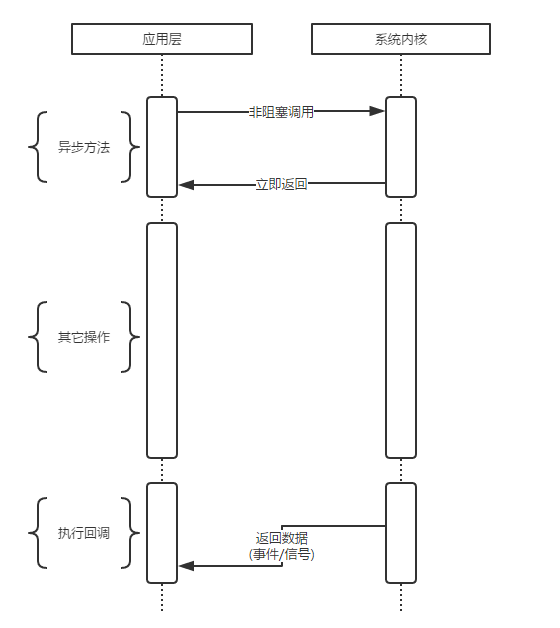 应用层
系统内核
非阻塞调用
异步方法
立即返回
其它操作
执行回调
返回数据
(事件/信号)